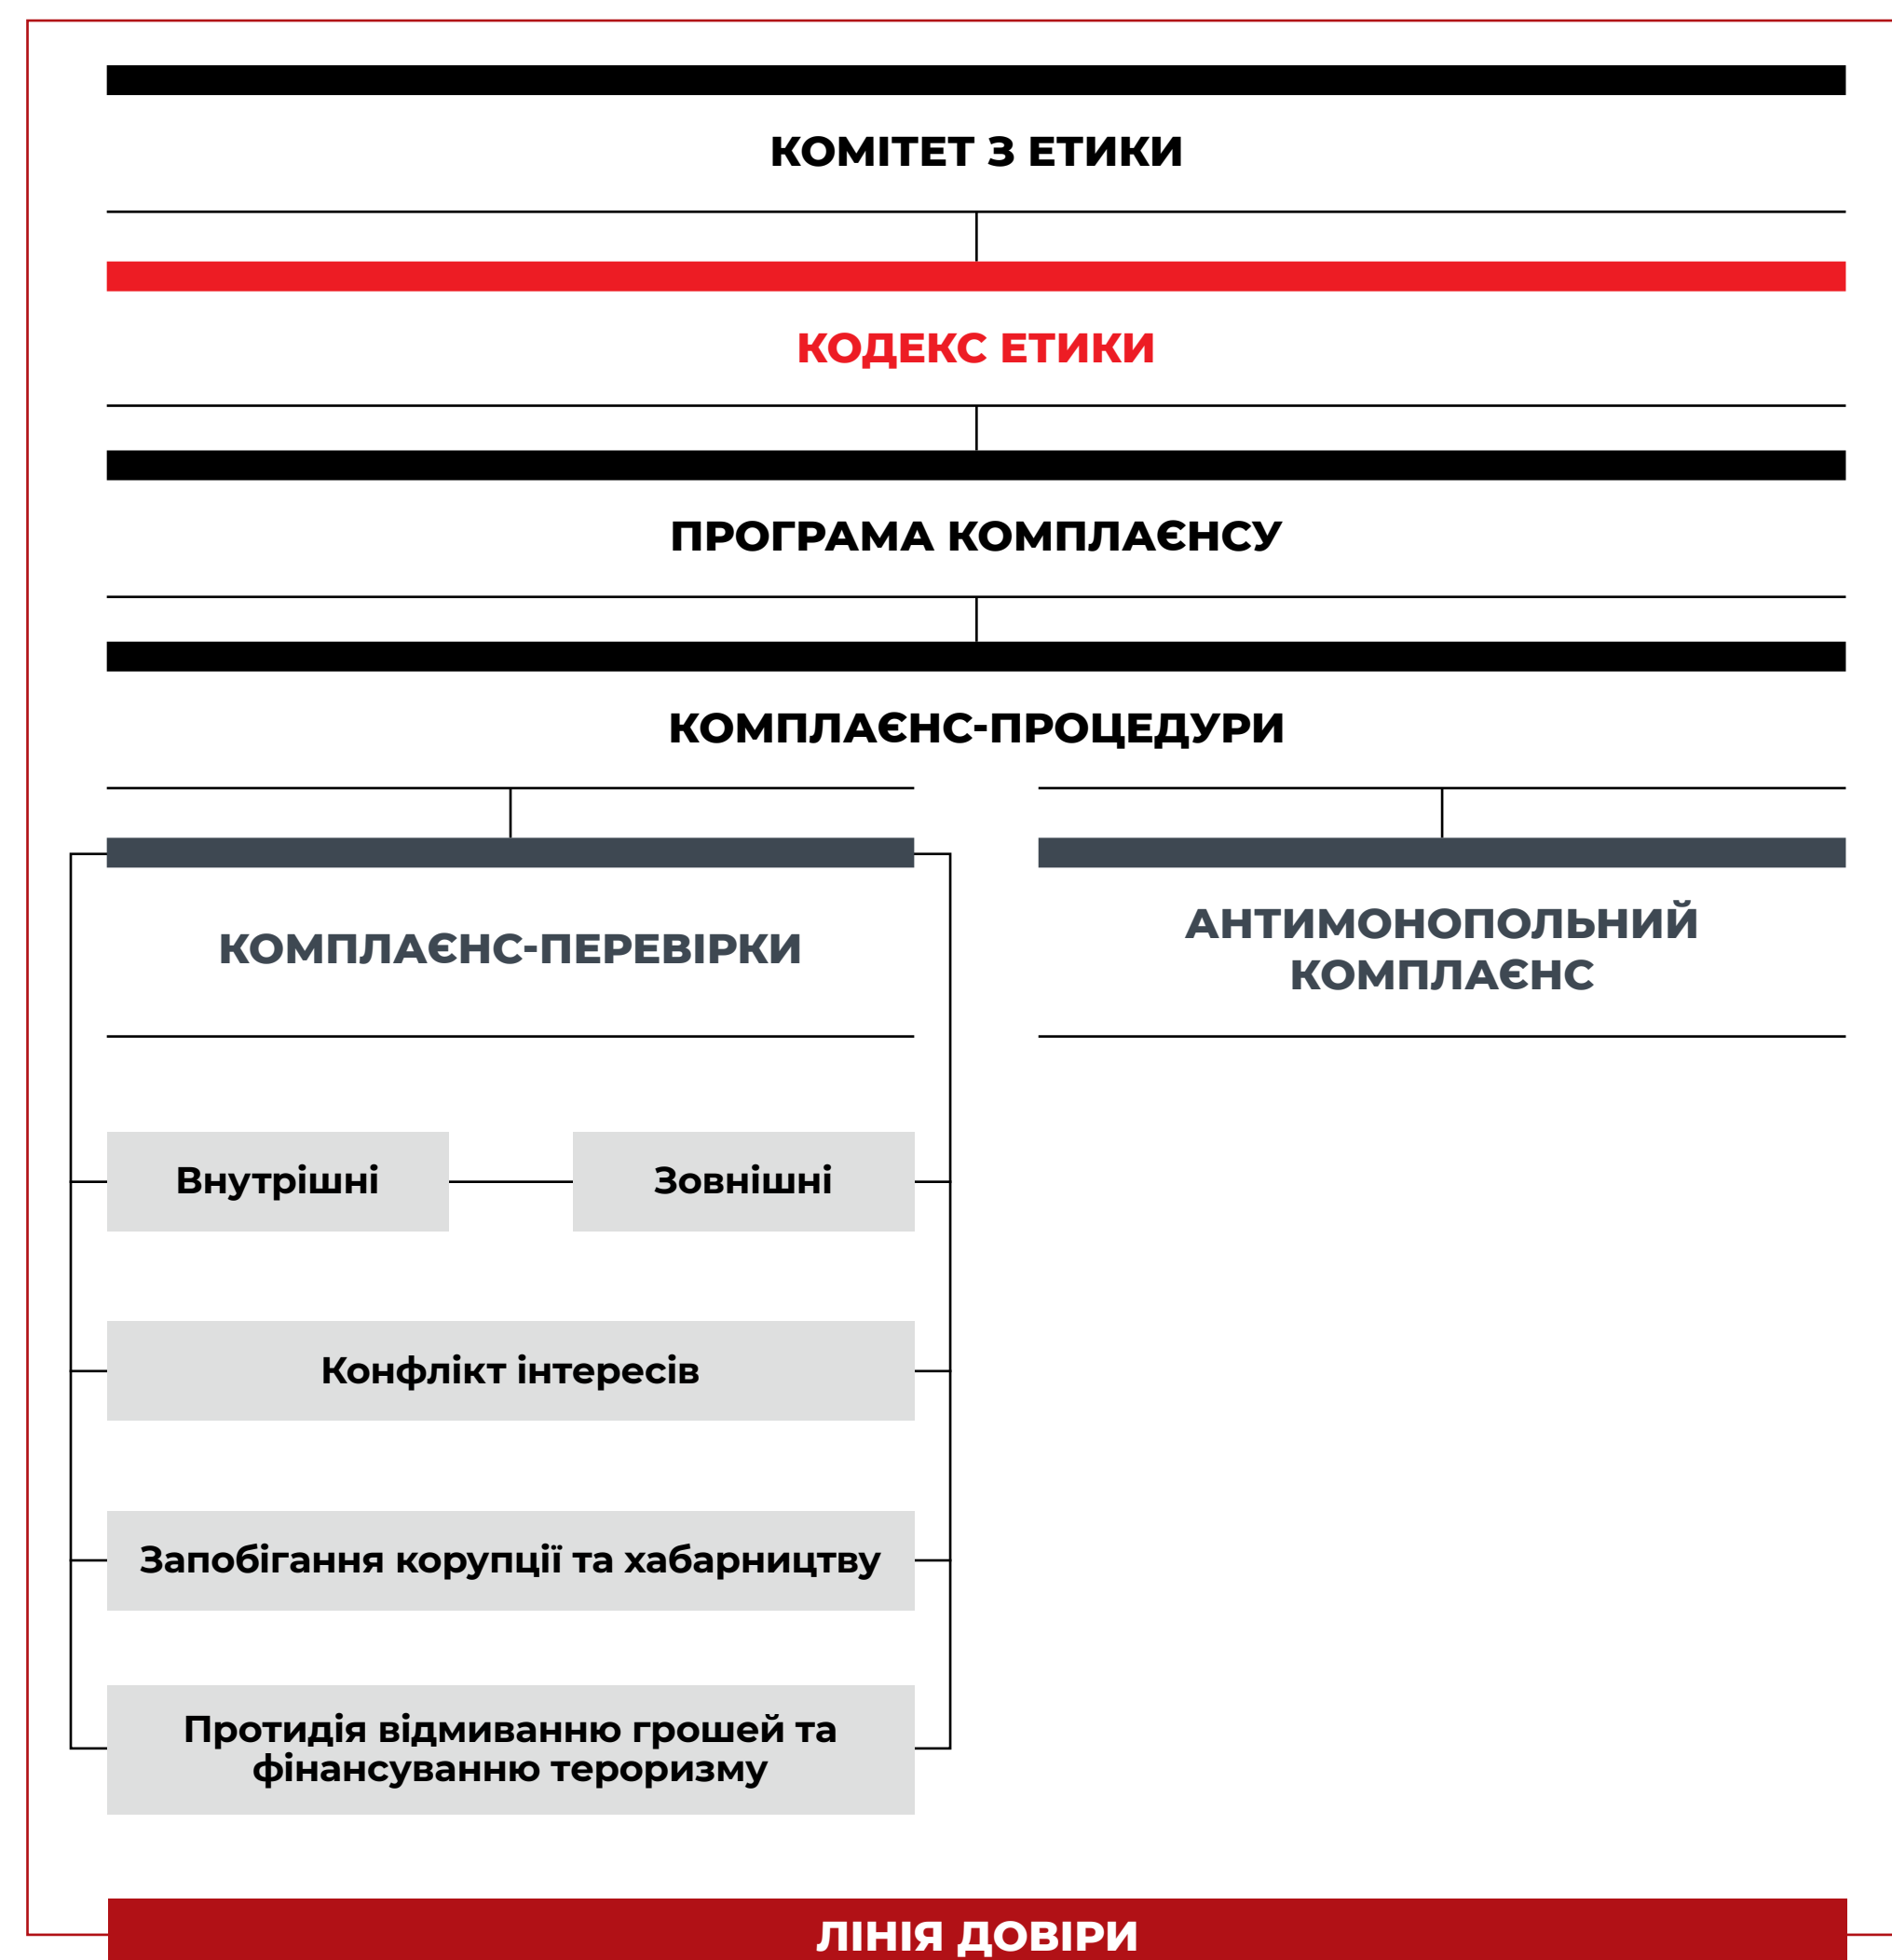 КОМІТЕТ З ЕТИКИ
КОДЕКС ЕТИКИ
ПРОГРАМА КОМПЛАЄНСУ
КОМПЛАЄНС-ПРОЦЕДУРИ
КОМПЛАЄНС-ПЕРЕВІРКИ
АНТИМОНОПОЛЬНИЙ
КОМПЛАЄНС
Внутрішні
Зовнішні
Конфлікт інтересів
Запобігання корупції та хабарництву
Протидія відмиванню грошей та
фінансуванню тероризму
ЛІНІЯ ДОВІРИ